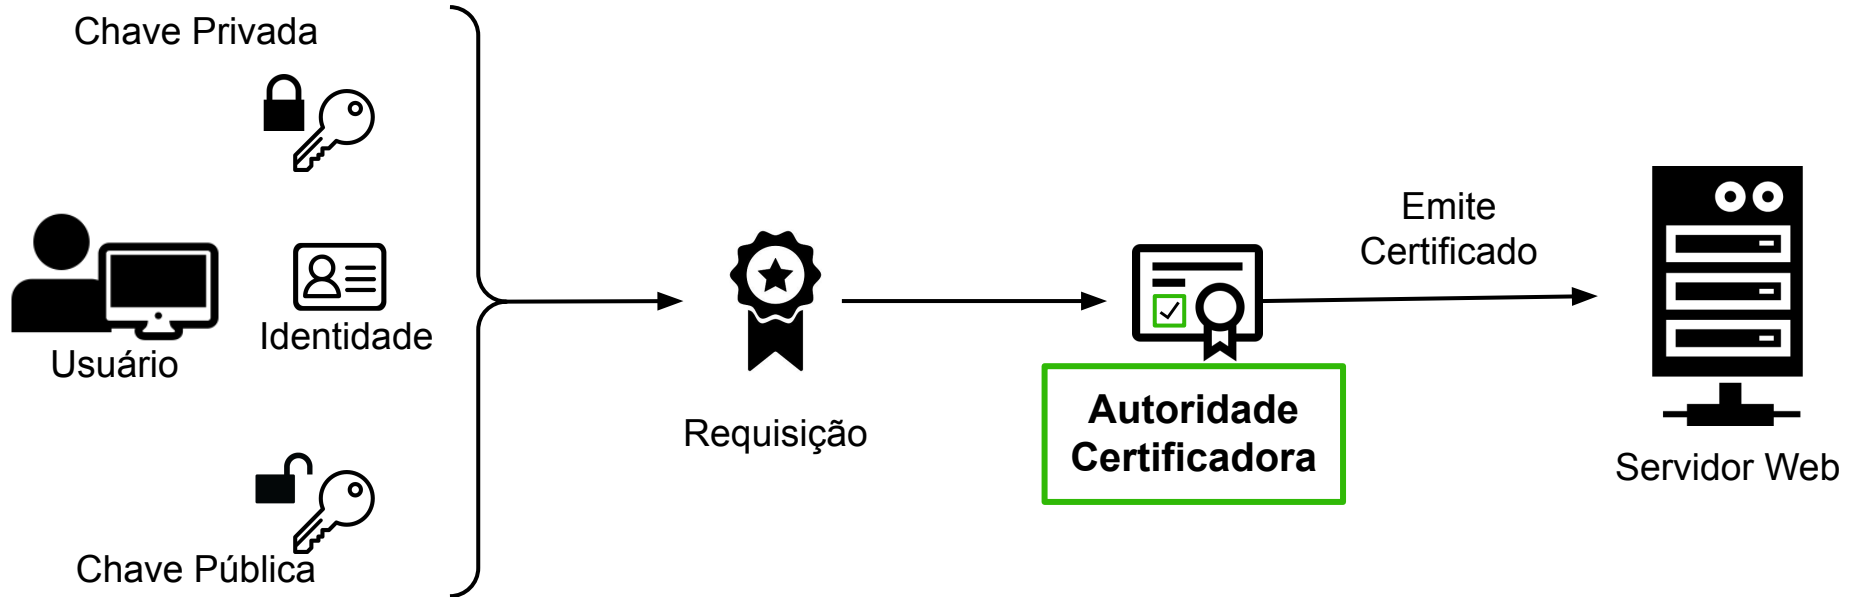 Chave Privada
Usuário
Identidade
Chave Pública
Requisição
Autoridade
Certificadora
Emite
Certificado
Servidor Web